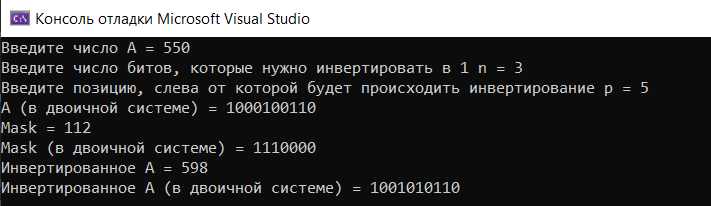 Консоль отладки Microsoft Visual Studio
Введите число A = 550
Введите число битов, которые нужно инвертировать в 1 n = 3
Введите позицию, слева от которой будет происходить инвертирование p = 5
A (в двоичной системе) = 1000100110
Mask = 112
Mask (в двоичной системе) = 1110000
Инвертированное A = 598
Инвертированное A (в двоичной системе) = 1001010110